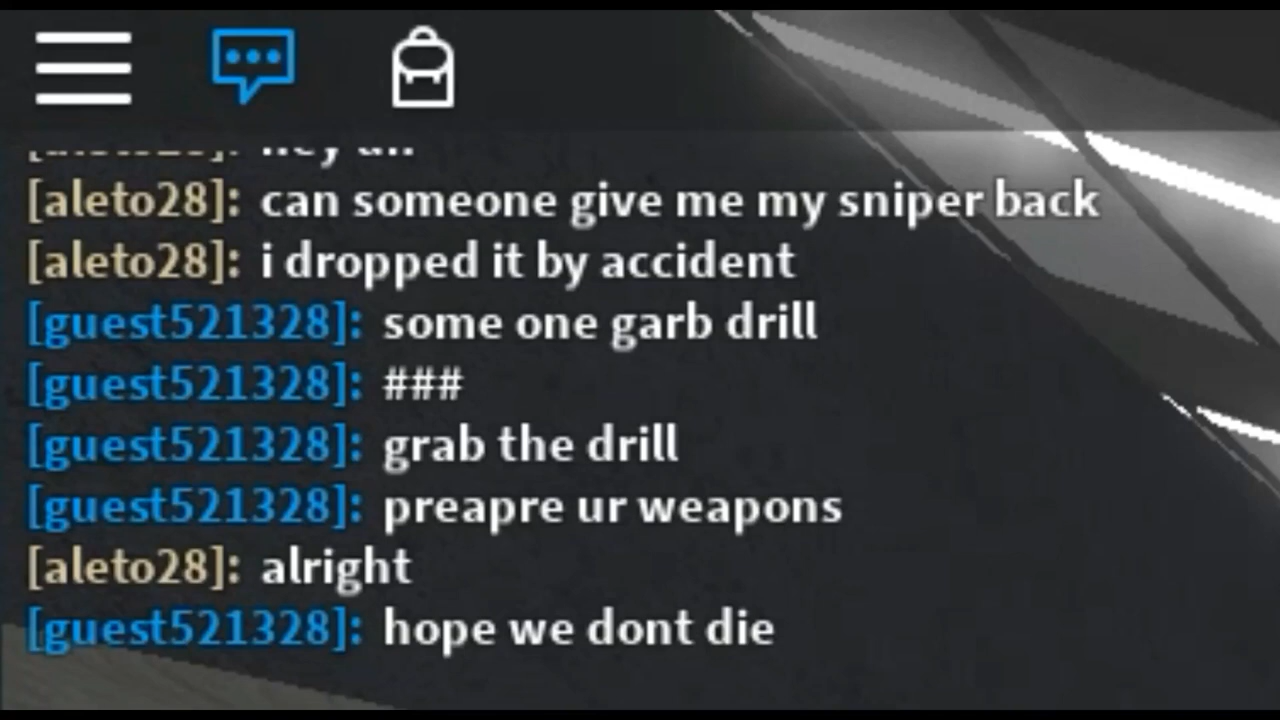 [aleto28]: can someone give me my sniper back
[aleto28]: i dropped it by accident
[guest521328]: some one garb drill
[guest521328]: ###
[guest521328]: grab the drill
[guest521328]: preapre ur weapons
[aleto28]: alright
[guest521328]: hope we dont die